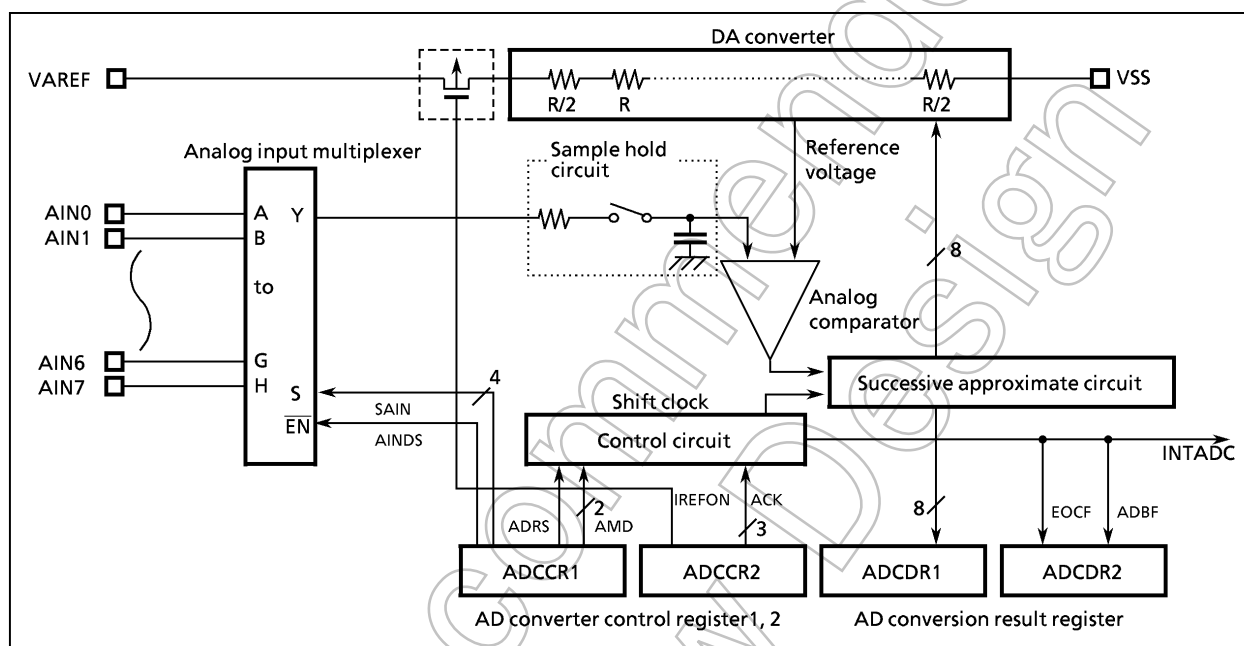 DA converter
VAREF
VSS
R/2
R
R/2
Analog input multiplexer
Sample hold
circuit
Reference
voltage
AIN0
A
Y
AIN1
B
to
8
Analog
comparator
AIN6
G
AIN7
H
S
4
Successive approximate circuit
SAIN
Shift clock
EN
AINDS
Control circuit
INTADC
ADRS
2
AMD
IREFON
ACK
3
8
EOCF
ADBF
ADCCR1
ADCCR2
ADCDR1
ADCDR2
AD converter control register1, 2
AD conversion result register
commend
w Design